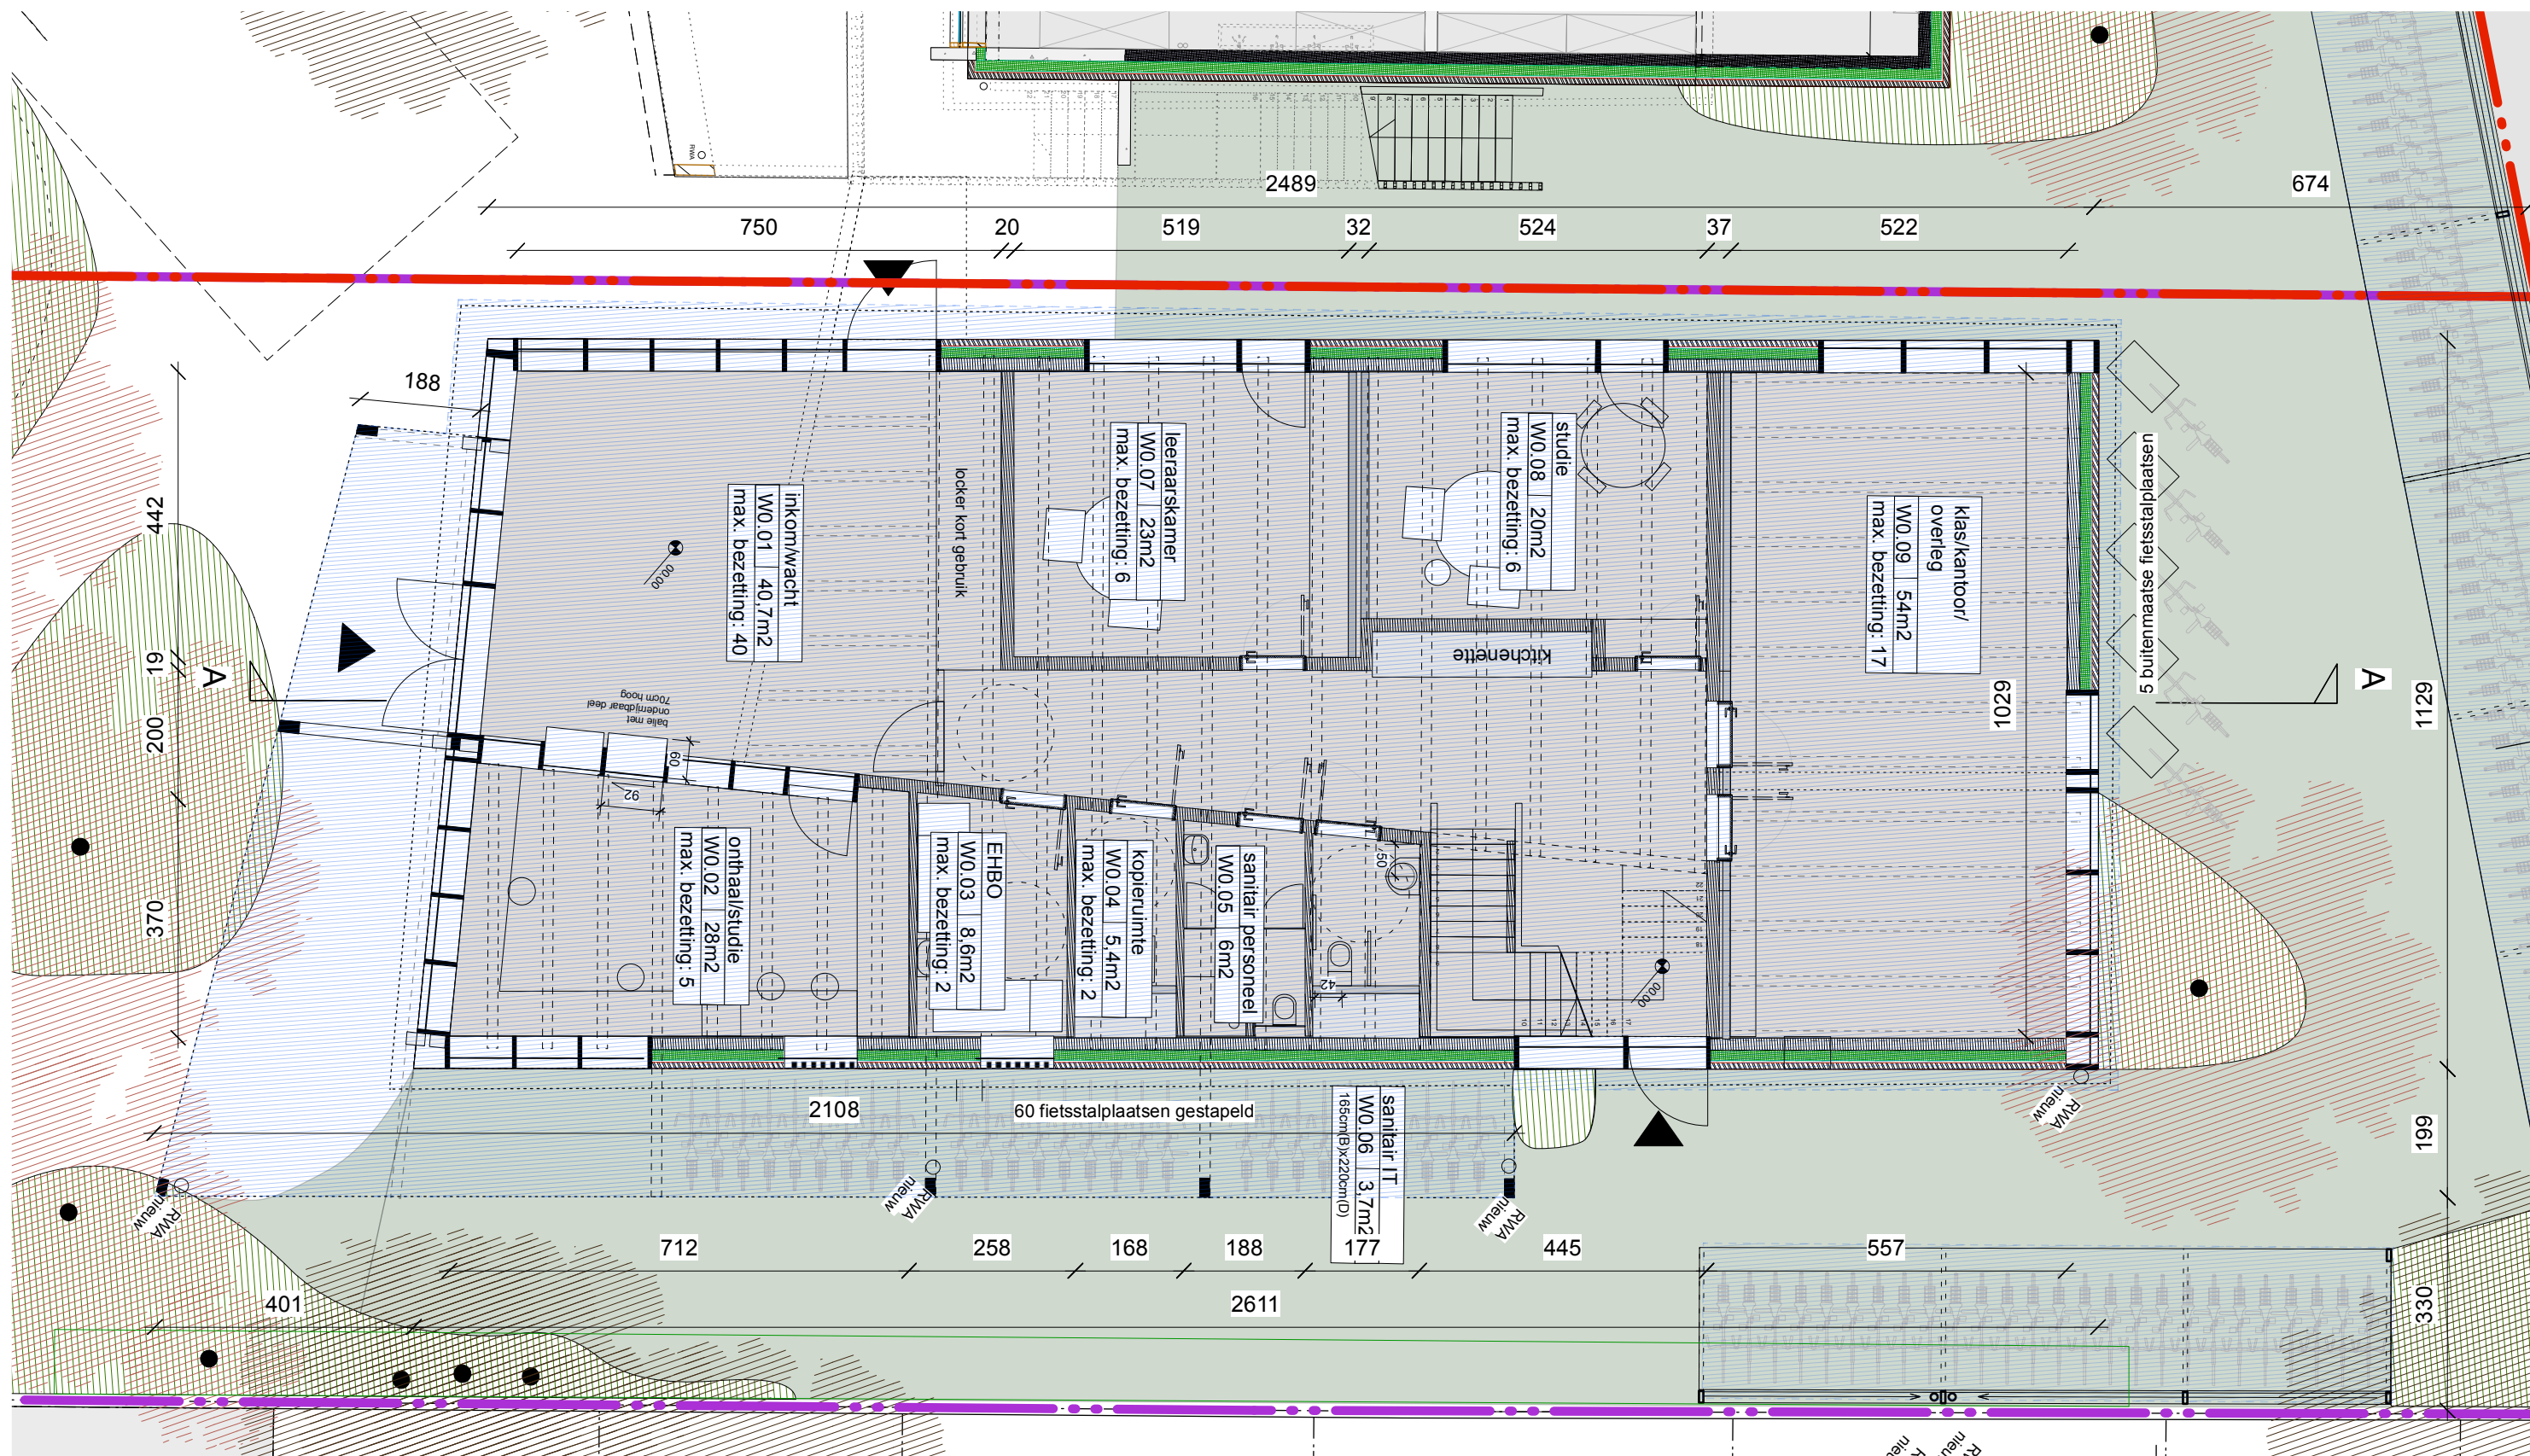 2489
674
750
20
519
32
524
37
522
RWA
188
442
19
200
370
A
inkom/wacht
W0.01 40,7m2
max. bezetting: 40
00.00
locker kort gebruik
leeraarskamer
W0.07 23m2
max. bezetting: 6
studie
W0.08 20m2
max. bezetting: 6
klas/kantoor/
overleg
W0.09 54m2
max. bezetting: 17
kitchenette
1029
5 buitenmaatse fietsstalplaatsen
A
1129
199
330
balie met
onderrijdbaar deel
70cm hoog
60
92
onthaal/studie
W0.02 28m2
max. bezetting: 5
EHBO
W0.03 8,6m2
max. bezetting: 2
kopieruimte
W0.04 5,4m2
max. bezetting: 2
sanitair personeel
W0.05 6m2
50
42
00.00
sanitair IT
W0.06 3,7m2
165cm(B)x220cm(D)
2108
60 fietsstalplaatsen gestapeld
RWA
nieuw
RWA
nieuw
RWA
nieuw
RWA
nieuw
712
258
168
188
177
445
557
401
2611
nieuw